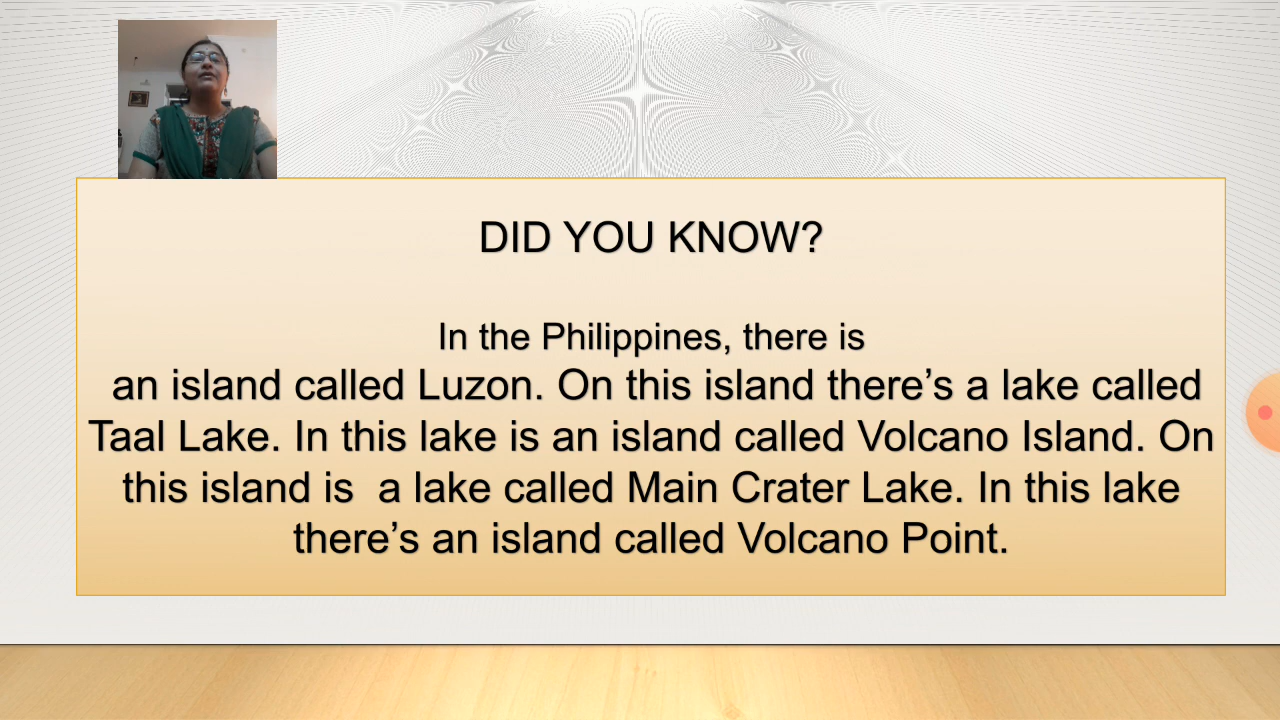 DID YOU KNOW?
In the Philippines, there is
an island called Luzon. On this island there’s a lake called
Taal Lake. In this lake is an island called Volcano Island. On
this island is  a lake called Main Crater Lake. In this lake
there’s an island called Volcano Point.